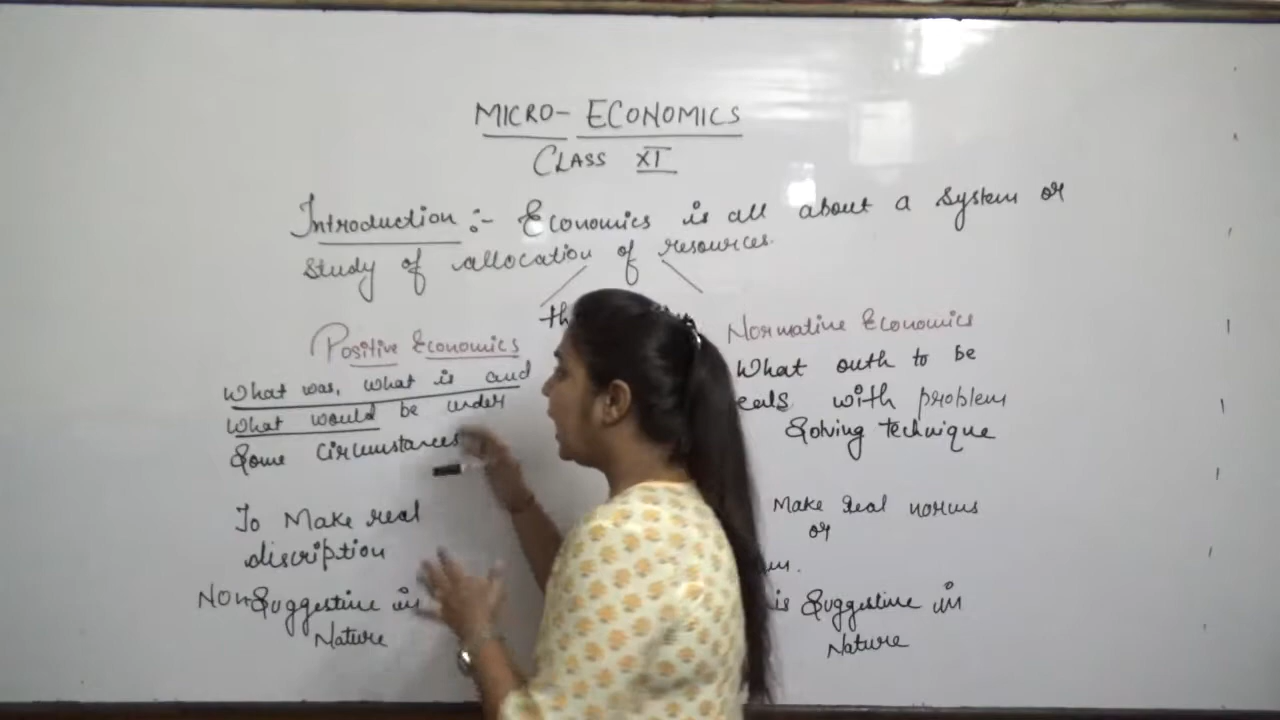 MICRO- ECONOMICS
CLASS XI
Introduction :- Economics is all about a system or
study of allocation of resources.
Positive Economics
What was, what is and
What would be under
Some Circumstances
To Make real
discription
Non Suggestive in
Nature
Normative Economics
What outh to be
with problem
Solving technique
Make real norms
or
is Suggestive in
Nature